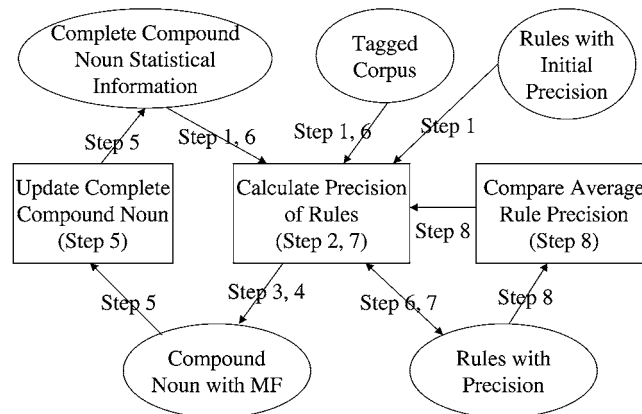 Complete Compound
Noun Statistical
Information
Tagged
Corpus
Rules with
Initial
Precision
Step 5
Step 1, 6
Step 1, 6
Step 1
Update Complete
Compound Noun
(Step 5)
Calculate Precision
of Rules
(Step 2, 7)
Compare Average
Rule Precision
(Step 8)
Step 8
Step 5
Step 3, 4
Step 6, 7
Step 8
Compound
Noun with MF
Rules with
Precision